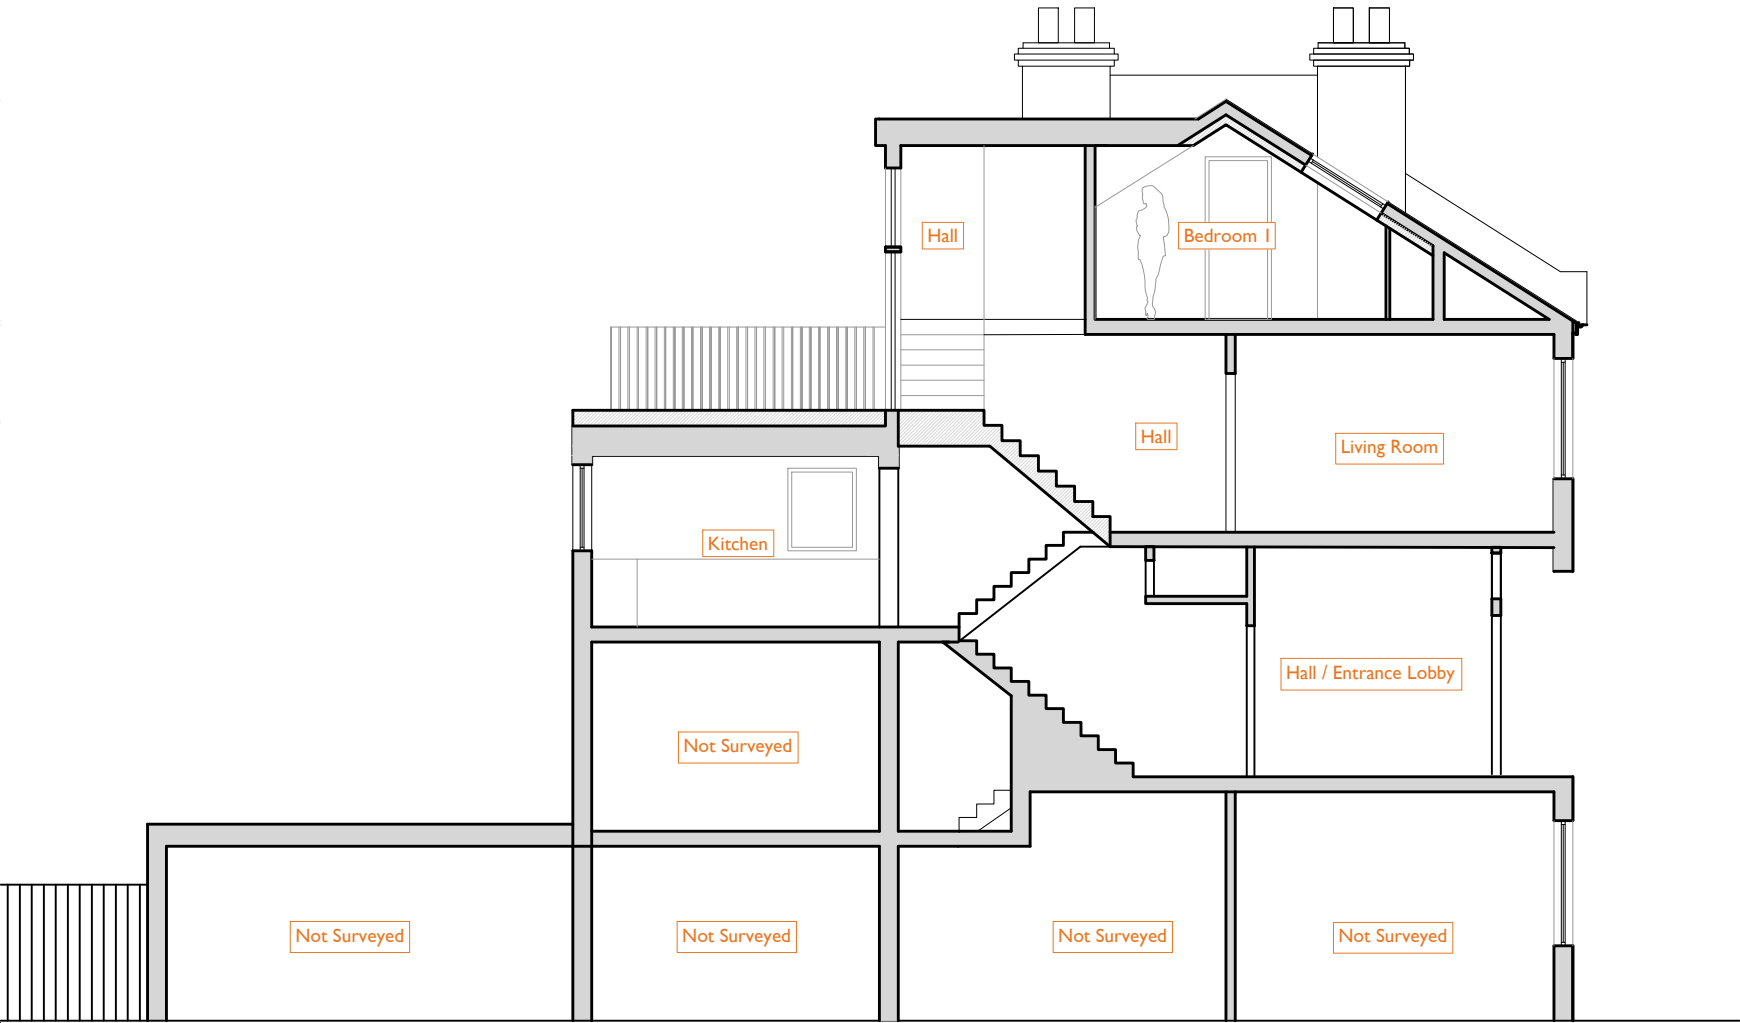 Hall
Bedroom 1
Hall
Living Room
Kitchen
Hall / Entrance Lobby
Not Surveyed
Not Surveyed
Not Surveyed
Not Surveyed
Not Surveyed